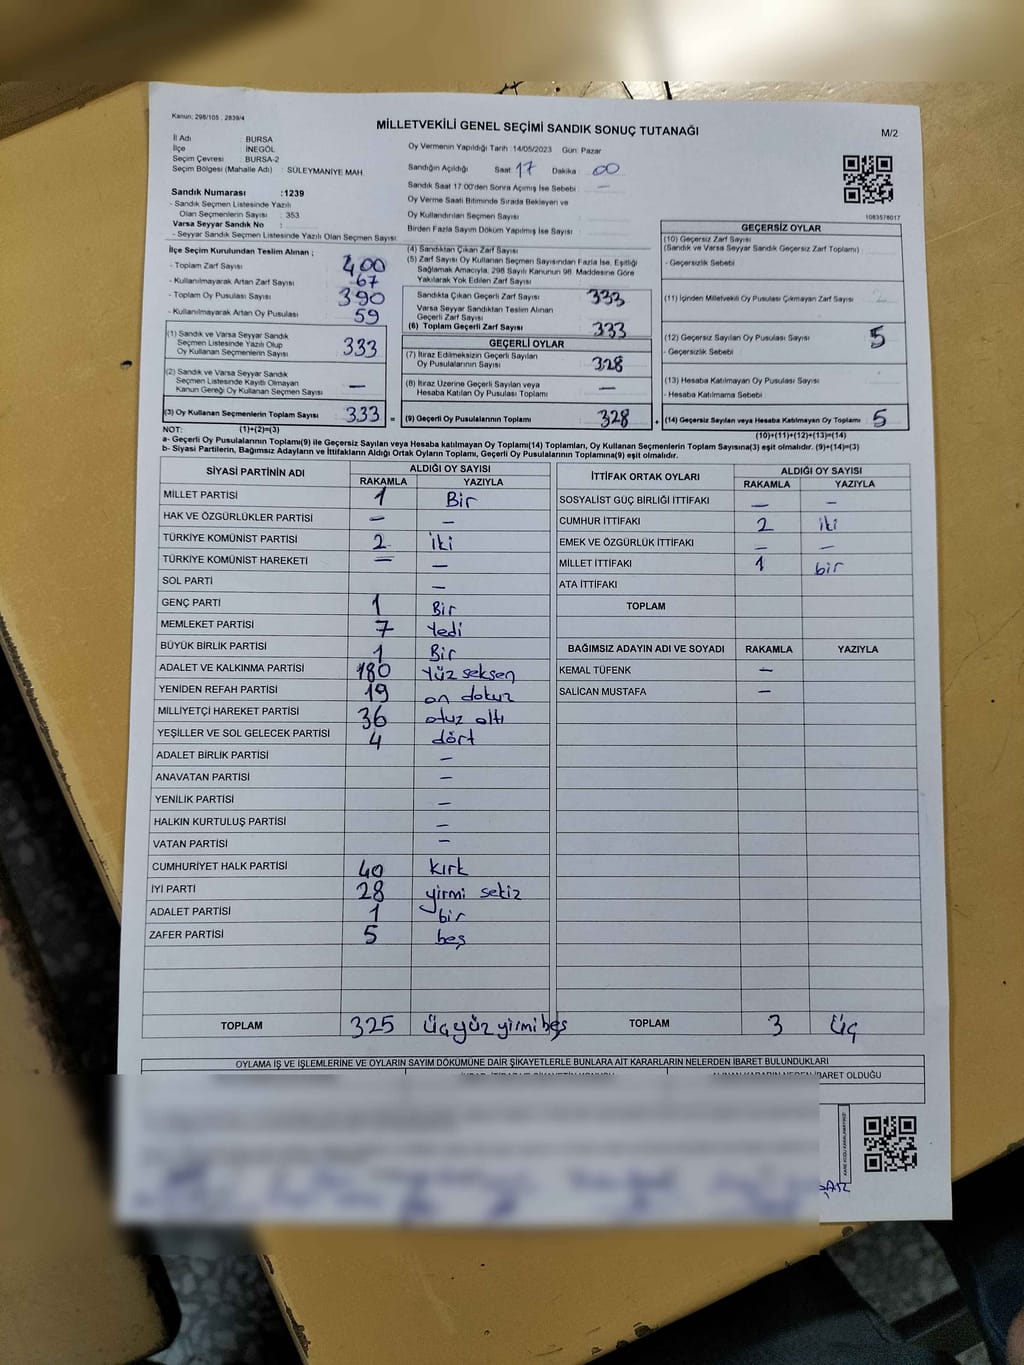 Kanun: 298/105 , 2839/4
MİLLETVEKİLİ GENEL SEÇİMİ SANDIK SONUÇ TUTANAĞI
M/2
İl Adı : BURSA
İlçe : İNEGÖL
Seçim Çevresi : BURSA-2
Seçim Bölgesi (Mahalle Adı) : SÜLEYMANİYE MAH.
Sandık Numarası : 1239
- Sandık Seçmen Listesinde Yazılı
Olan Seçmenlerin Sayısı : 353
Varsa Seyyar Sandık No :
- Seyyar Sandık Seçmen Listesinde Yazılı Olan Seçmen Sayısı
Oy Vermenin Yapıldığı Tarih :14/05/2023 Gün: Pazar
Sandığın Açıldığı Saat 17 Dakika : 00
Sandık Saat 17:00'den Sonra Açılmış İse Sebebi : —
Oy Verme Saati Bitiminde Sırada Bekleyen ve
Oy Kullandırılan Seçmen Sayısı :
Birden Fazla Sayım Döküm Yapılmış İse Sayısı :
1083576017
İlçe Seçim Kurulundan Teslim Alınan ;
- Toplam Zarf Sayısı : 400
- Kullanılmayarak Artan Zarf Sayısı : 67
- Toplam Oy Pusulası Sayısı : 390
- Kullanılmayarak Artan Oy Pusulası : 59
(1) Sandık ve Varsa Seyyar Sandık
Seçmen Listesinde Yazılı Olup
Oy Kullanan Seçmenlerin Sayısı 333
(2) Sandık ve Varsa Seyyar Sandık
Seçmen Listesinde Kayıtlı Olmayan
Kanun Gereği Oy Kullanan Seçmen Sayısı —
(3) Oy Kullanan Seçmenlerin Toplam Sayısı 333 =
(4) Sandıktan Çıkan Zarf Sayısı
(5) Zarf Sayısı Oy Kullanan Seçmen Sayısından Fazla İse, Eşitliği
Sağlamak Amacıyla, 298 Sayılı Kanunun 98. Maddesine Göre
Yakılarak Yok Edilen Zarf Sayısı
Sandıkta Çıkan Geçerli Zarf Sayısı 333
Varsa Seyyar Sandıktan Teslim Alınan
Geçerli Zarf Sayısı
(6) Toplam Geçerli Zarf Sayısı 333
GEÇERLİ OYLAR
(7) İtiraz Edilmeksizin Geçerli Sayılan
Oy Pusulalarının Sayısı 328
(8) İtiraz Üzerine Geçerli Sayılan veya
Hesaba Katılan Oy Pusulaları Toplamı —
(9) Geçerli Oy Pusulalarının Toplamı 328 +
GEÇERSİZ OYLAR
(10) Geçersiz Zarf Sayısı
(Sandık ve Varsa Seyyar Sandık Geçersiz Zarf Toplamı)
- Geçersizlik Sebebi :
(11) İçinden Milletvekili Oy Pusulası Çıkmayan Zarf Sayısı :
(12) Geçersiz Sayılan Oy Pusulası Sayısı : 5
- Geçersizlik Sebebi
(13) Hesaba Katılmayan Oy Pusulası Sayısı :
- Hesaba Katılmama Sebebi
(14) Geçersiz Sayılan veya Hesaba Katılmayan Oy Toplamı : 5
NOT: (1)+(2)=(3)
(10)+(11)+(12)+(13)=(14)
a- Geçerli Oy Pusulalarının Toplamı(9) ile Geçersiz Sayılan veya Hesaba katılmayan Oy Toplamı(14) Toplamları, Oy Kullanan Seçmenlerin Toplam Sayısına(3) eşit olmalıdır. (9)+(14)=(3)
b- Siyasi Partilerin, Bağımsız Adayların ve İttifakların Aldığı Ortak Oyların Toplamı, Geçerli Oy Pusulalarının Toplamına(9) eşit olmalıdır.
SİYASİ PARTİNİN ADI ALDIĞI OY SAYISI
RAKAMLA YAZIYLA
MİLLET PARTİSİ 1 Bir
HAK VE ÖZGÜRLÜKLER PARTİSİ — —
TÜRKİYE KOMÜNİST PARTİSİ 2 iki
TÜRKİYE KOMÜNİST HAREKETİ = —
SOL PARTİ —
GENÇ PARTİ 1 Bir
MEMLEKET PARTİSİ 7 Yedi
BÜYÜK BİRLİK PARTİSİ 1 Bir
ADALET VE KALKINMA PARTİSİ 180 Yüz seksen
YENİDEN REFAH PARTİSİ 19 on dokuz
MİLLİYETÇİ HAREKET PARTİSİ 36 otuz altı
YEŞİLLER VE SOL GELECEK PARTİSİ 4 dört
ADALET BİRLİK PARTİSİ —
ANAVATAN PARTİSİ —
YENİLİK PARTİSİ —
HALKIN KURTULUŞ PARTİSİ —
VATAN PARTİSİ —
CUMHURİYET HALK PARTİSİ 40 kırk
İYİ PARTİ 28 yirmi sekiz
ADALET PARTİSİ 1 bir
ZAFER PARTİSİ 5 beş
TOPLAM 325 üçyüz yirmi beş
İTTİFAK ORTAK OYLARI ALDIĞI OY SAYISI
RAKAMLA YAZIYLA
SOSYALİST GÜÇ BİRLİĞİ İTTİFAKI — —
CUMHUR İTTİFAKI 2 iki
EMEK VE ÖZGÜRLÜK İTTİFAKI — —
MİLLET İTTİFAKI 1 bir
ATA İTTİFAKI
TOPLAM
BAĞIMSIZ ADAYIN ADI VE SOYADI RAKAMLA YAZIYLA
KEMAL TÜFENK —
SALİCAN MUSTAFA —
TOPLAM 3 üç
OYLAMA İŞ VE İŞLEMLERİNE VE OYLARIN SAYIM DÖKÜMÜNE DAİR ŞİKAYETLERLE BUNLARA AİT KARARLARIN NELERDEN İBARET BULUNDUKLARI